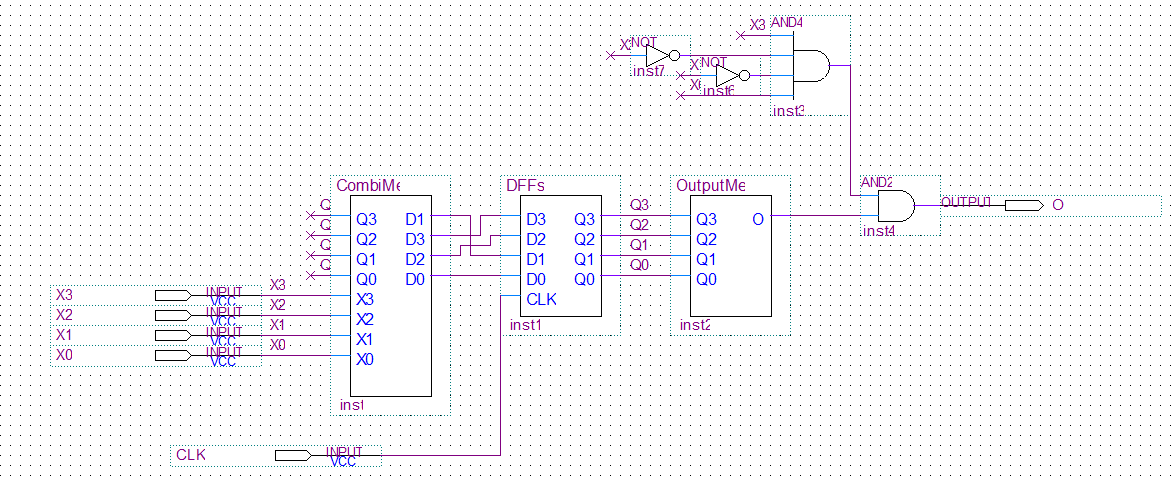 X3 AND4
X NOT
inst7
X NOT
X inst6
inst3
CombiMe DFFs OutputMe AND2
Q Q3 D1 D3 Q3 Q3 Q3 O OUTPUT O
Q Q2 D3 D2 Q2 Q2 Q2 inst4
Q Q1 D2 D1 Q1 Q1 Q1
Q Q0 D0 D0 Q0 Q0 Q0
X3 INPUT VCC X3 X3 CLK
X2 INPUT VCC X2 X2 inst1 inst2
X1 INPUT VCC X1 X1
X0 INPUT VCC X0 X0
inst
CLK INPUT VCC